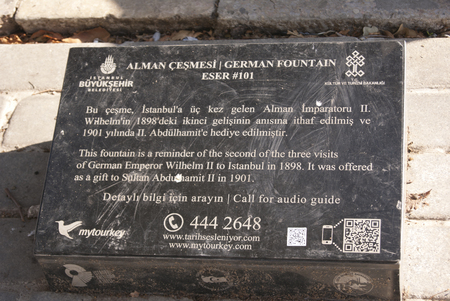 ALMAN ÇEŞMESİ | GERMAN FOUNTAIN
ESER #101
İSTANBUL
BÜYÜKŞEHİR
BELEDİYESİ
KÜLTÜR VE TURİZM BAKANLIĞI
Bu çeşme, İstanbul'a üç kez gelen Alman İmparatoru II.
Wilhelm'in 1898'deki ikinci gelişinin anısına ithaf edilmiş ve
1901 yılında II. Abdülhamit'e hediye edilmiştir.
This fountain is a reminder of the second of the three visits
of German Emperor Wilhelm II to Istanbul in 1898. It was offered
as a gift to Sultan Abdulhamit II in 1901.
Detaylı bilgi için arayın | Call for audio guide
444 2648
www.tarihsesleniyor.com
www.mytourkey.com
mytourkey